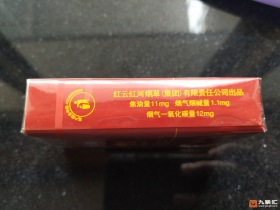 红云红河烟草(集团)有限责任公司出品
焦油量11mg 烟气烟碱量1.1mg
烟气一氧化碳量12mg